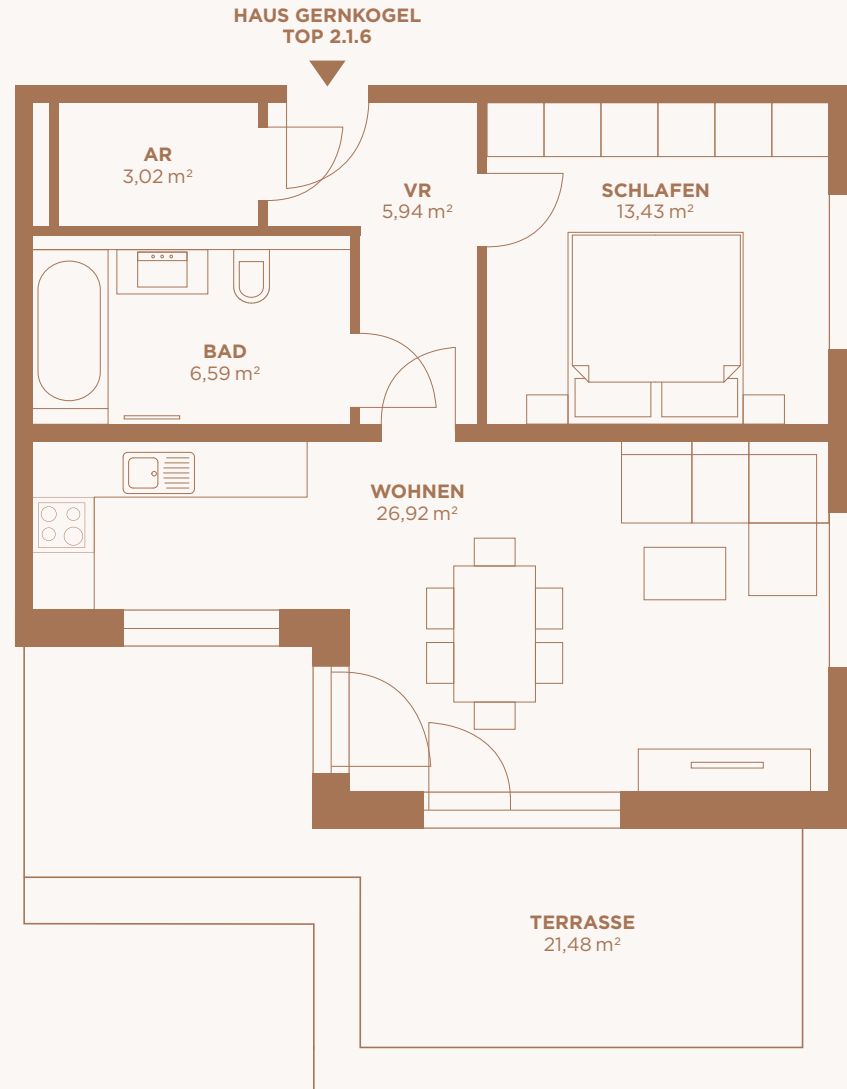 HAUS GERNKOGEL
TOP 2.1.6
AR
3,02 m²
VR
5,94 m²
SCHLAFEN
13,43 m²
BAD
6,59 m²
WOHNEN
26,92 m²
TERRASSE
21,48 m²